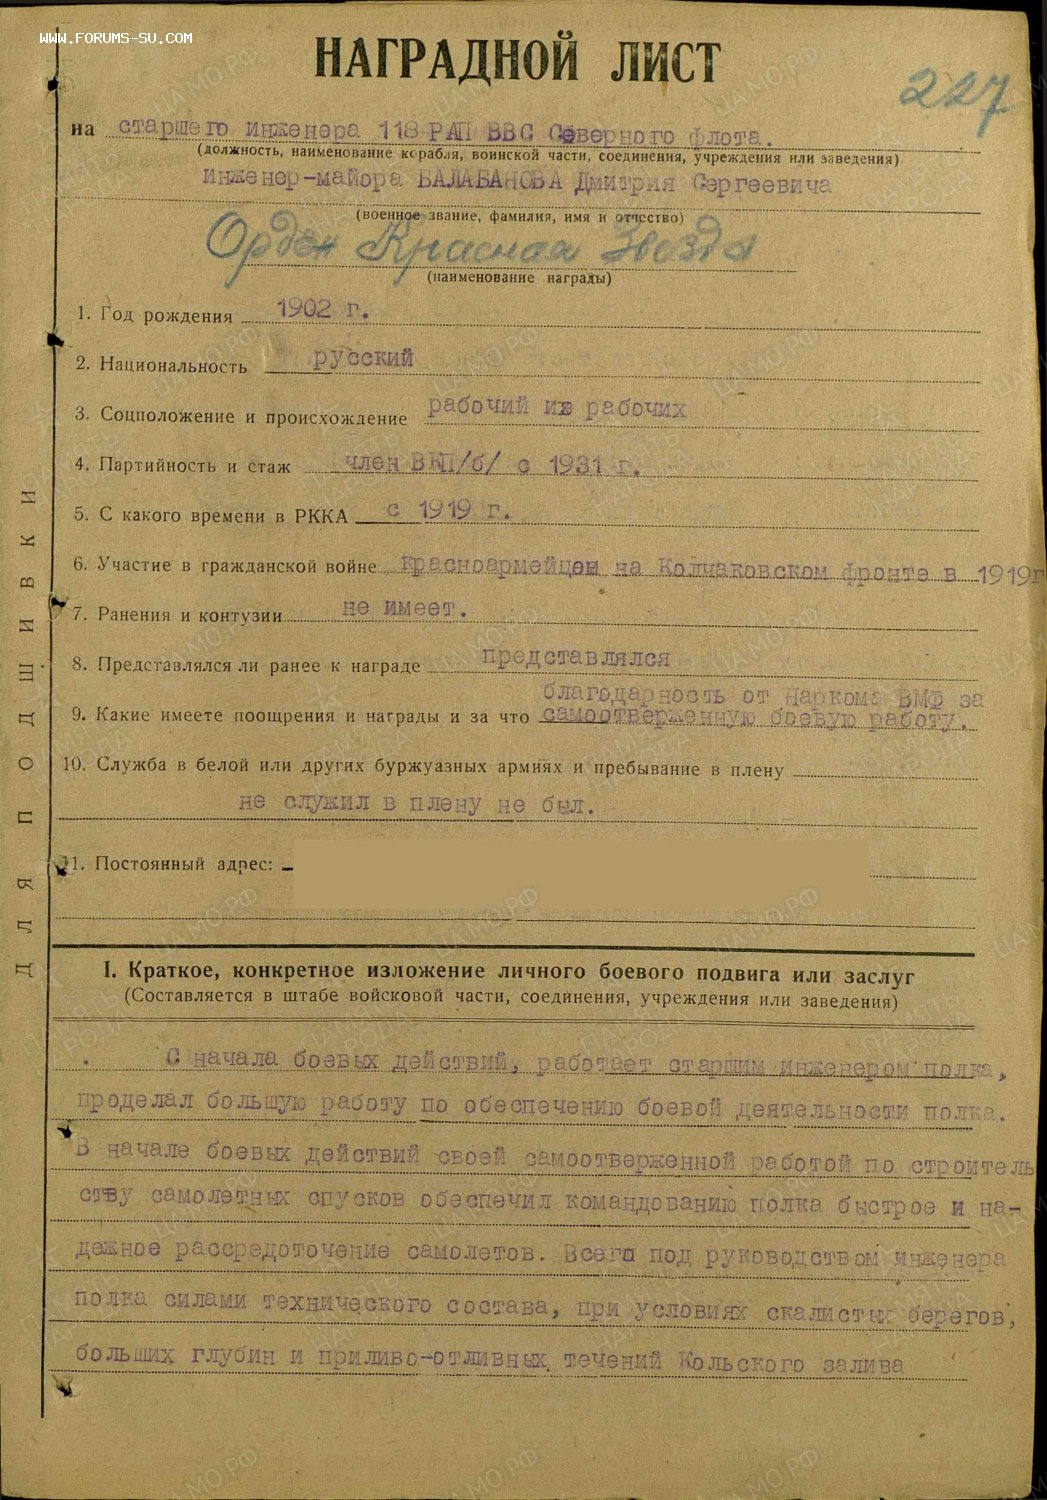 WWW.FORUMS-SU.COM
НАГРАДНОЙ ЛИСТ
227
на старшего инженера 118 РАП ВВС Северного флота.
(должность, наименование корабля, воинской части, соединения, учреждения или заведения)
Инженер-майора БАЛАБАНОВА Дмитрия Сергеевича
(военное звание, фамилия, имя и отчество)
Орден Красная Звезда
(наименование награды)
1. Год рождения 1902 г.
2. Национальность русский
3. Соцположение и происхождение рабочий из рабочих
4. Партийность и стаж член ВКП/б/ с 1931 г.
5. С какого времени в РККА с 1919 г.
6. Участие в гражданской войне красноармейцем на Колчаковском фронте в 1919г
7. Ранения и контузии не имеет.
8. Представлялся ли ранее к награде представлялся
благодарность от Наркома ВМФ за
9. Какие имеете поощрения и награды и за что самоотверженную боевую работу.
10. Служба в белой или других буржуазных армиях и пребывание в плену
не служил в плену не был.
11. Постоянный адрес: –
ДЛЯ ПОДШИВКИ
I. Краткое, конкретное изложение личного боевого подвига или заслуг
(Составляется в штабе войсковой части, соединения, учреждения или заведения)
С начала боевых действий, работает старшим инженером полка,
проделал большую работу по обеспечению боевой деятельности полка.
В начале боевых действий своей самоотверженной работой по строитель
ству самолетных спусков обеспечил командованию полка быстрое и на-
дежное рассредоточение самолетов. Всего под руководством инженера
полка силами технического состава, при условиях скалистых берегов,
больших глубин и приливо-отливных течений Кольского залива